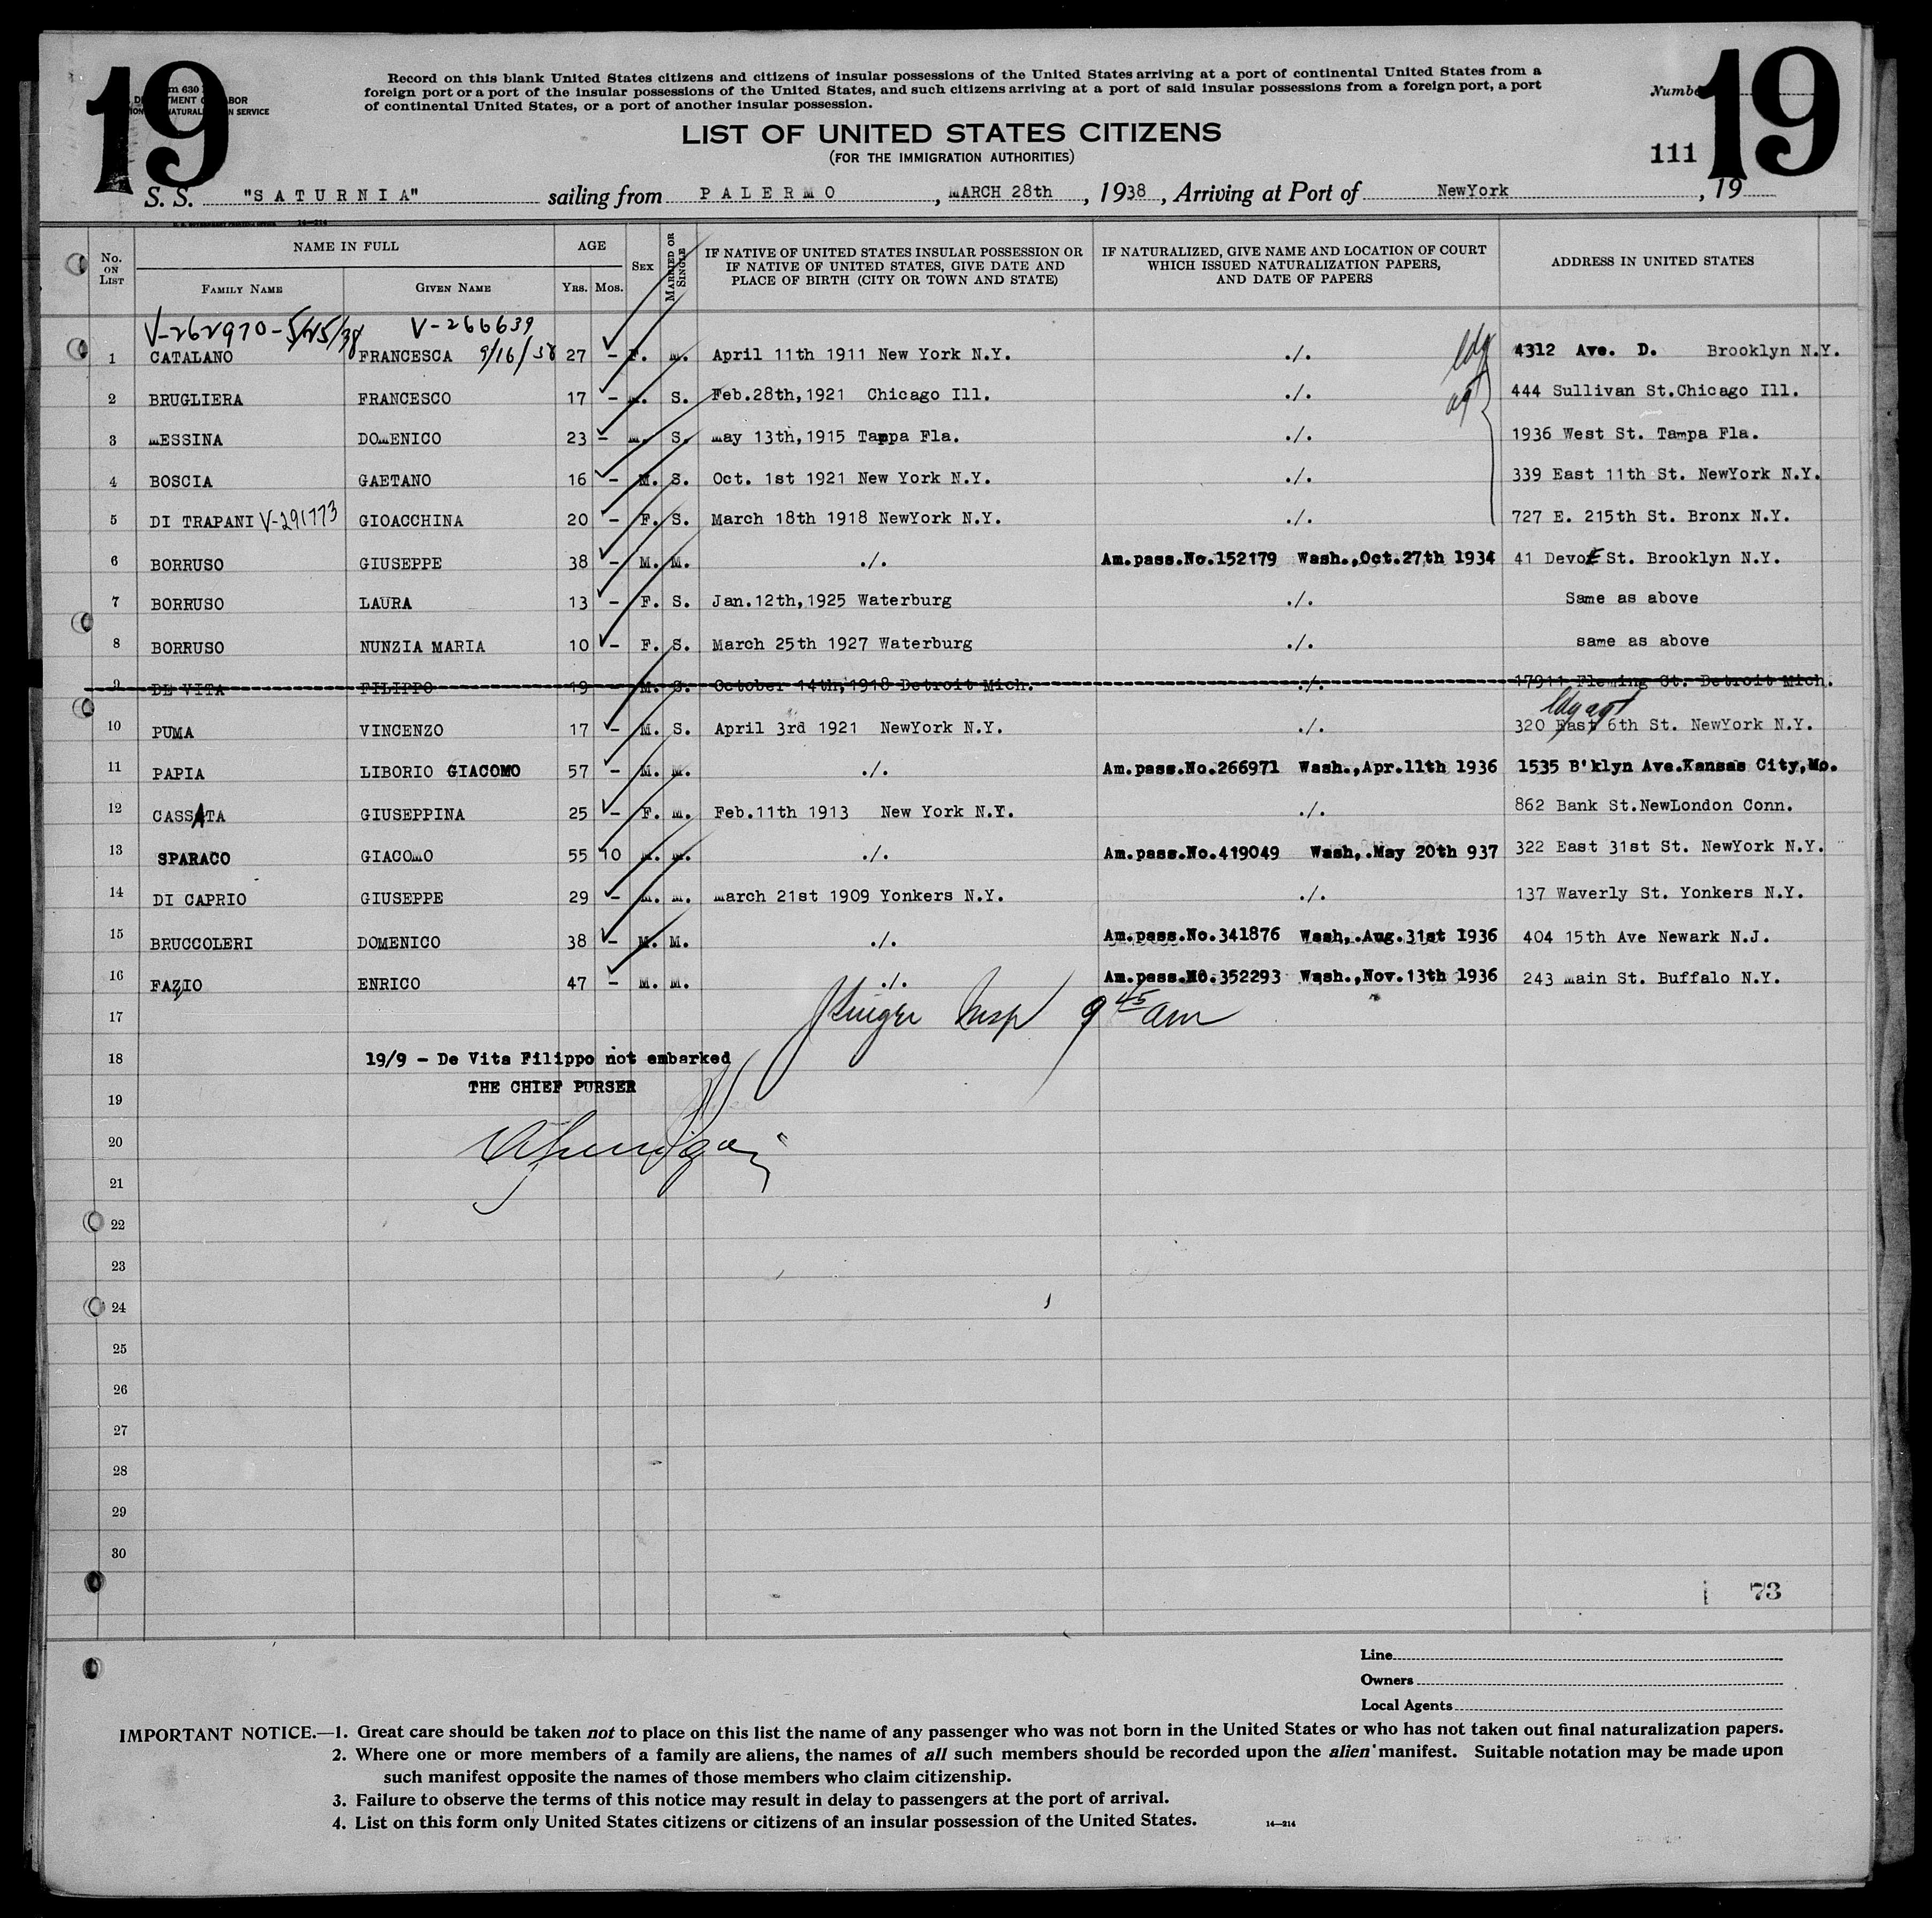 19
19
Record on this blank United States citizens and citizens of insular possessions of the United States arriving at a port of continental United States from a
foreign port or a port of the insular possessions of the United States, and such citizens arriving at a port of said insular possessions from a foreign port, a port
of continental United States, or a port of another insular possession.
LIST OF UNITED STATES CITIZENS
(FOR THE IMMIGRATION AUTHORITIES)
111
S. S. "SATURNIA" sailing from PALERMO, MARCH 28th, 1938, Arriving at Port of NewYork, 19
No. ON LIST
NAME IN FULL
FAMILY NAME
GIVEN NAME
AGE
YRS. MOS.
SEX
MARRIED OR SINGLE
IF NATIVE OF UNITED STATES INSULAR POSSESSION OR
IF NATIVE OF UNITED STATES, GIVE DATE AND
PLACE OF BIRTH (CITY OR TOWN AND STATE)
IF NATURALIZED, GIVE NAME AND LOCATION OF COURT
WHICH ISSUED NATURALIZATION PAPERS,
AND DATE OF PAPERS
ADDRESS IN UNITED STATES
V-262970-5/25/38 V-266639
1 CATALANO FRANCESCA 9/16/38 27 - F. m. April 11th 1911 New York N.Y. ./. 4312 Ave. D. Brooklyn N.Y.
2 BRUGLIERA FRANCESCO 17 - m. S. Feb.28th,1921 Chicago Ill. ./. 444 Sullivan St.Chicago Ill.
3 mESSINA DOmENICO 23 - m. S. may 13th,1915 Tampa Fla. ./. 1936 West St. Tampa Fla.
4 BOSCIA GAETANO 16 - M. S. Oct. 1st 1921 New York N.Y. ./. 339 East 11th St. NewYork N.Y.
5 DI TRAPANI V-291773 GIOACCHINA 20 - F. S. March 18th 1918 NewYork N.Y. ./. 727 E. 215th St. Bronx N.Y.
6 BORRUSO GIUSEPPE 38 - M. M. ./. Am.pass.No.152179 Wash.,Oct.27th 1934 41 Devoe St. Brooklyn N.Y.
7 BORRUSO LAURA 13 - F. S. Jan.12th,1925 Waterburg ./. Same as above
8 BORRUSO NUNZIA MARIA 10 - F. S. March 25th 1927 Waterburg ./. same as above
9 DE VITA FILIPPO 19 - M. S. October 14th,1918 Detroit Mich. ./. 17911 Fleming St. Detroit Mich.
10 PUMA VINCENZO 17 - M. S. April 3rd 1921 NewYork N.Y. ./. 320 East 6th St. NewYork N.Y.
11 PAPIA LIBORIO GIACOMO 57 - M. m. ./. Am.pass.No.266971 Wash.,Apr.11th 1936 1535 B'klyn Ave.Kansas City,Mo.
12 CASSATA GIUSEPPINA 25 - F. m. Feb.11th 1913 New York N.Y. ./. 862 Bank St.NewLondon Conn.
13 SPARACO GIACOmO 55 10 m. m. ./. Am.pass.No.419049 Wash,.May 20th 937 322 East 31st St. NewYork N.Y.
14 DI CAPRIO GIUSEPPE 29 - m. m. march 21st 1909 Yonkers N.Y. ./. 137 Waverly St. Yonkers N.Y.
15 BRUCCOLERI DOMENICO 38 - M. M. ./. Am.pass.No.341876 Wash,.Aug.31st 1936 404 15th Ave Newark N.J.
16 FAZIO ENRICO 47 - M. M. ./. Am.pass.No.352293 Wash.,Nov.13th 1936 243 main St. Buffalo N.Y.
17 Insp 9 45 am
18 19/9 - De Vita Filippo not embarked
THE CHIEF PURSER
19
20
21
22
23
24
25
26
27
28
29
30
73
Line
Owners
Local Agents
IMPORTANT NOTICE.—1. Great care should be taken not to place on this list the name of any passenger who was not born in the United States or who has not taken out final naturalization papers.
2. Where one or more members of a family are aliens, the names of all such members should be recorded upon the alien manifest. Suitable notation may be made upon
such manifest opposite the names of those members who claim citizenship.
3. Failure to observe the terms of this notice may result in delay to passengers at the port of arrival.
4. List on this form only United States citizens or citizens of an insular possession of the United States.
14—214